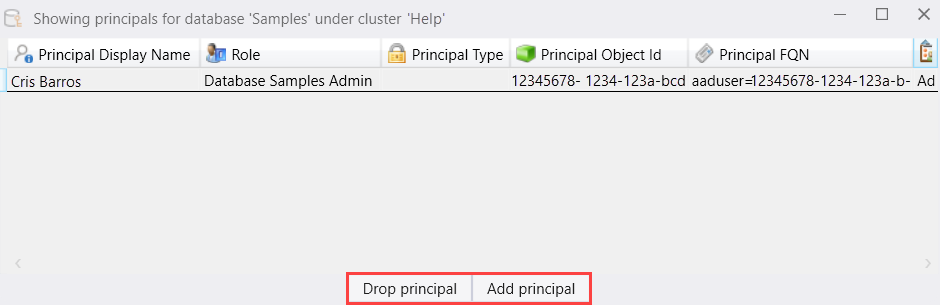 Showing principals for database 'Samples' under cluster 'Help'
Principal Display Name Role Principal Type Principal Object Id Principal FQN
Cris Barros Database Samples Admin 12345678- 1234-123a-bcd aaduser=12345678-1234-123a-b- Ad
Drop principal Add principal